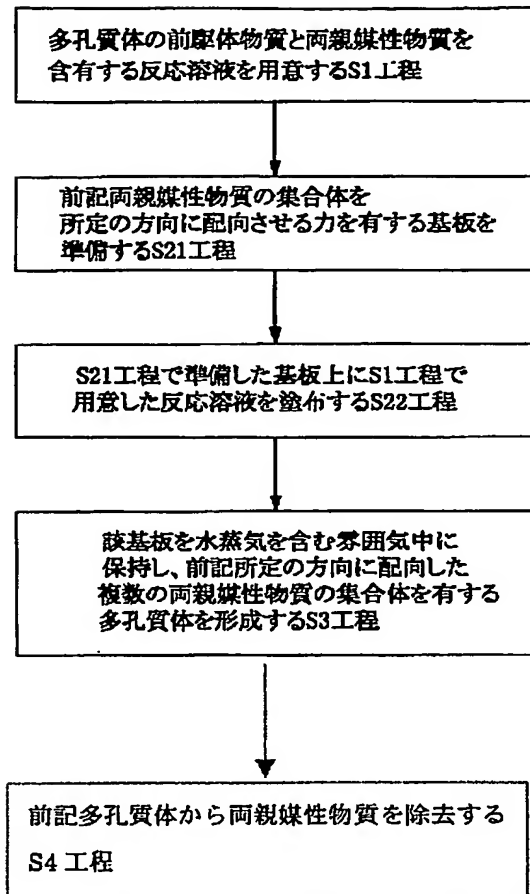 多孔質体の前駆体物質と両親媒性物質を
含有する反応溶液を用意するS1工程
前記両親媒性物質の集合体を
所定の方向に配向させる力を有する基板を
準備するS21工程
S21工程で準備した基板上にS1工程で
用意した反応溶液を塗布するS22工程
該基板を水蒸気を含む雰囲気中に
保持し、前記所定の方向に配向した
複数の両親媒性物質の集合体を有する
多孔質体を形成するS3工程
前記多孔質体から両親媒性物質を除去する
S4 工程